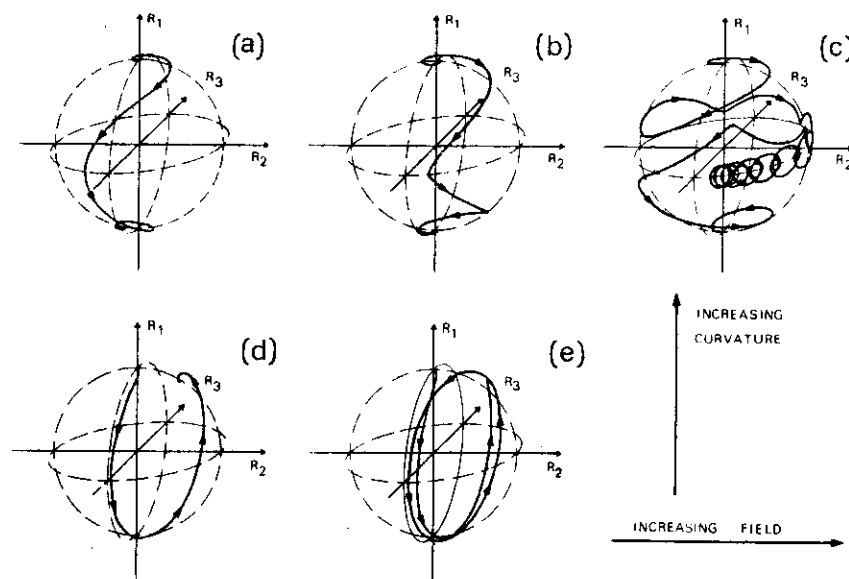 R1
(a)
R3
R2
R1
(b)
R3
R2
R1
(c)
R3
R2
R1
(d)
R3
R2
R1
(e)
R3
R2
INCREASING
CURVATURE
INCREASING FIELD